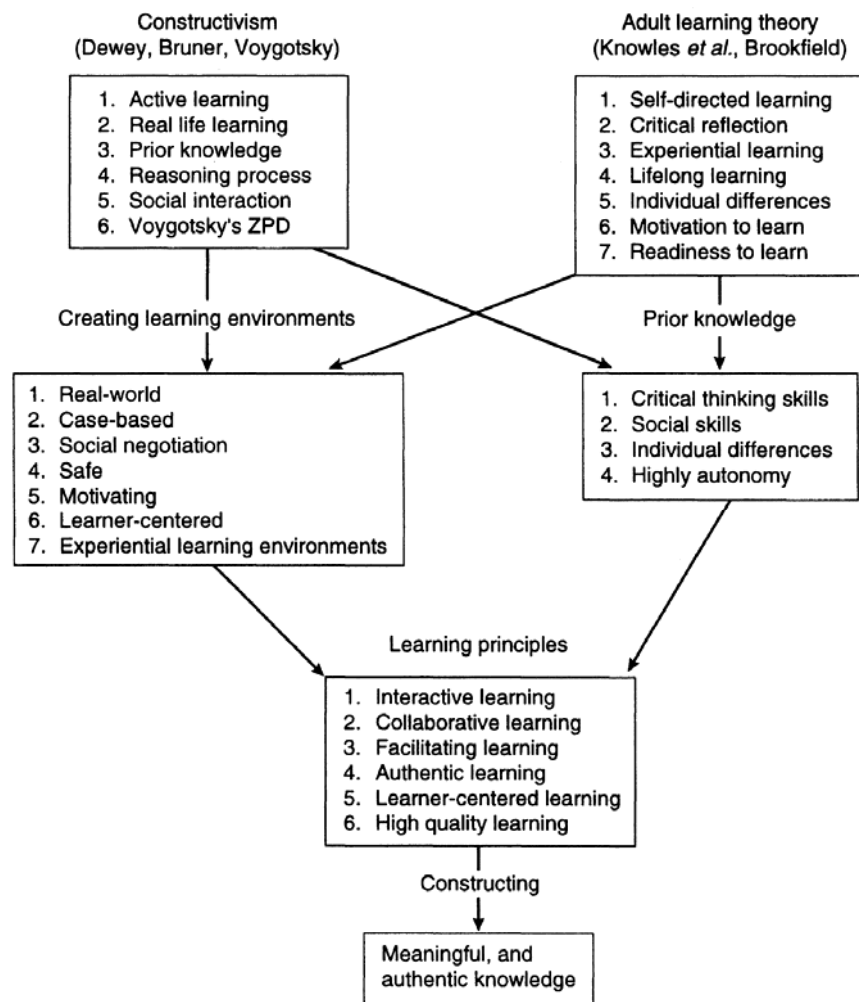 Constructivism
(Dewey, Bruner, Voygotsky)
1. Active learning
2. Real life learning
3. Prior knowledge
4. Reasoning process
5. Social interaction
6. Voygotsky's ZPD
Adult learning theory
(Knowles et al., Brookfield)
1. Self-directed learning
2. Critical reflection
3. Experiential learning
4. Lifelong learning
5. Individual differences
6. Motivation to learn
7. Readiness to learn
Creating learning environments
Prior knowledge
1. Real-world
2. Case-based
3. Social negotiation
4. Safe
5. Motivating
6. Learner-centered
7. Experiential learning environments
1. Critical thinking skills
2. Social skills
3. Individual differences
4. Highly autonomy
Learning principles
1. Interactive learning
2. Collaborative learning
3. Facilitating learning
4. Authentic learning
5. Learner-centered learning
6. High quality learning
Constructing
Meaningful, and
authentic knowledge